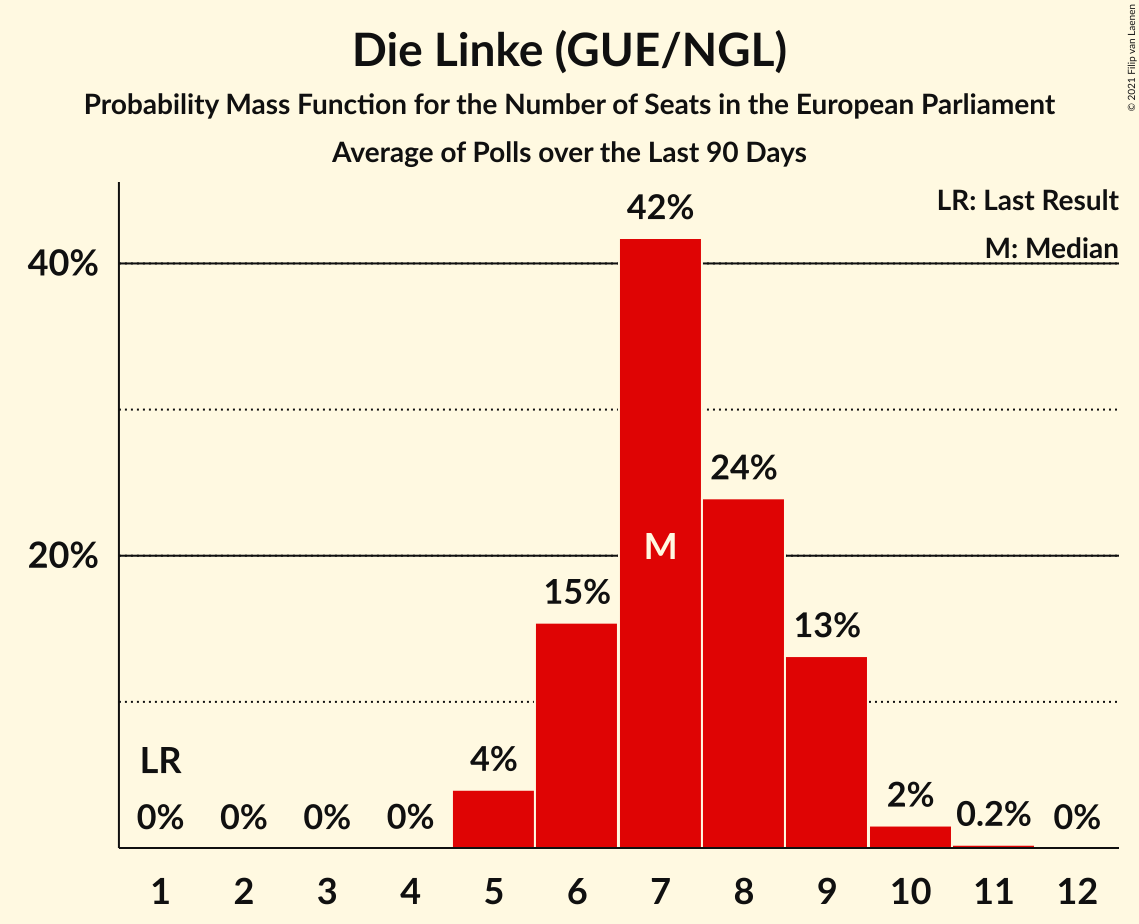 Die Linke (GUE/NGL)
Probability Mass Function for the Number of Seats in the European Parliament
Average of Polls over the Last 90 Days
© 2021 Filip van Laenen
LR: Last Result
M: Median
42%
40%
24%
M
20%
15%
13%
LR
4%
2%
0% 0% 0% 0% 0.2% 0%
1 2 3 4 5 6 7 8 9 10 11 12